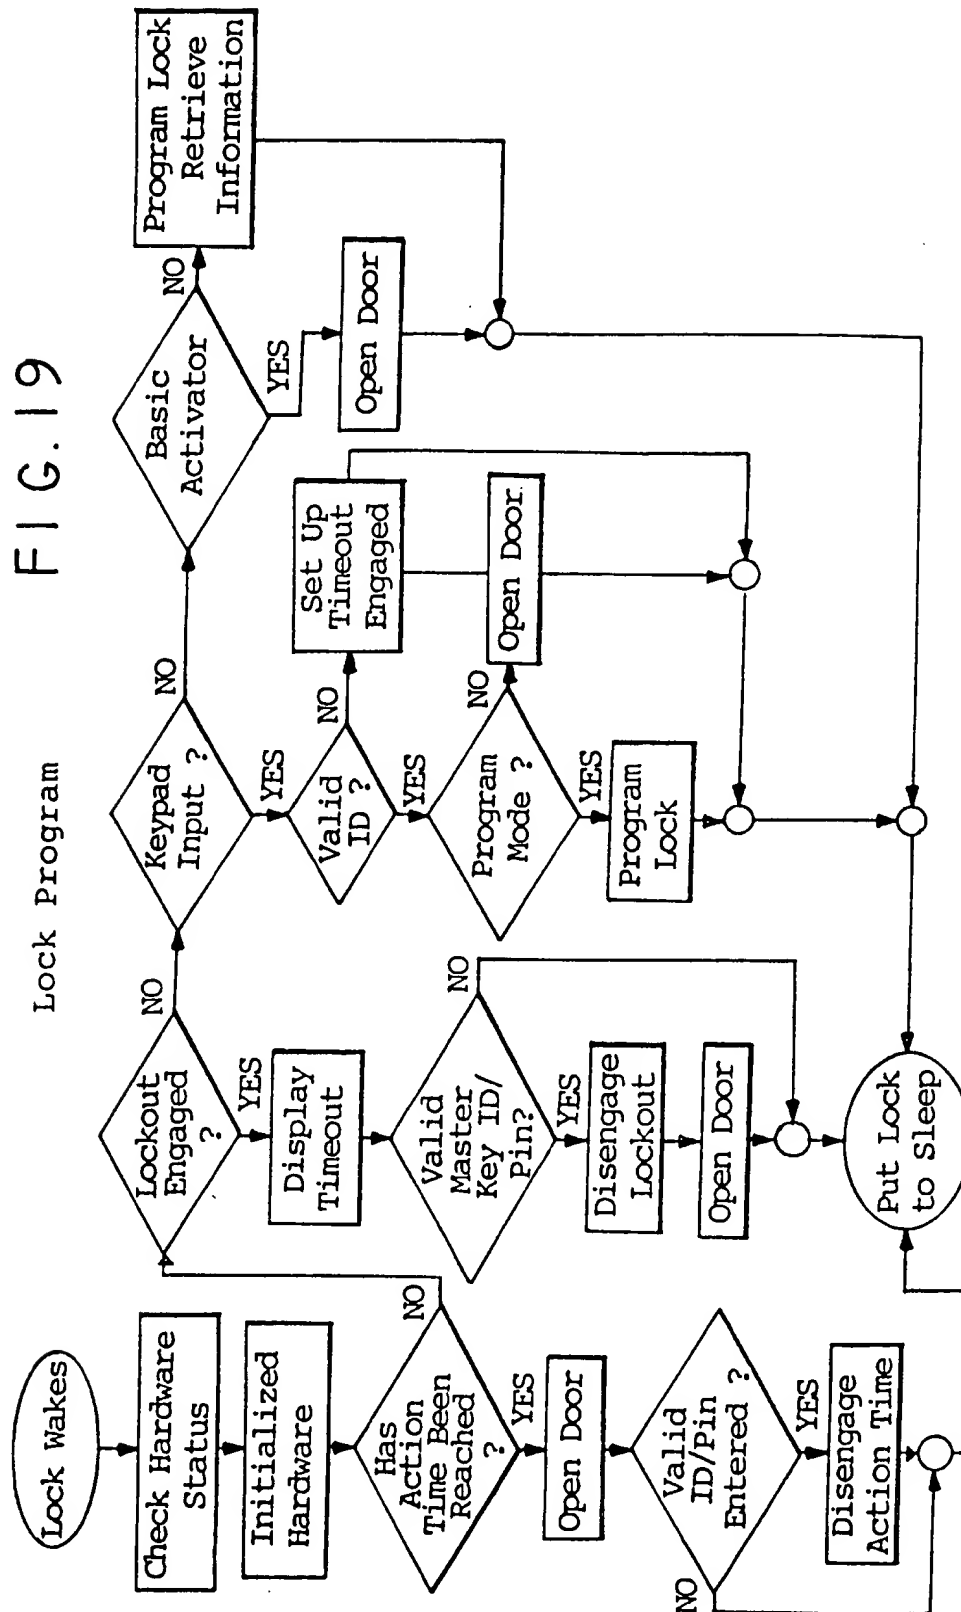 FIG. 19
Lock Program
Lock Wakes
Check Hardware
Status
Initialized
Hardware
Has
Action
Time Been
Reached
?
NO
YES
Open Door
Valid
ID/Pin
Entered ?
NO
YES
Disengage
Action Time
Lockout
Engaged
?
NO
YES
Display
Timeout
Valid
Master
Key ID/
Pin?
NO
YES
Disengage
Lockout
Open Door
Put Lock
to Sleep
Keypad
Input ?
NO
YES
Valid
ID ?
NO
YES
Set Up
Timeout
Engaged
Program
Mode ?
NO
YES
Open Door
Program
Lock
Basic
Activator
NO
YES
Open Door
Program Lock
Retrieve
Information